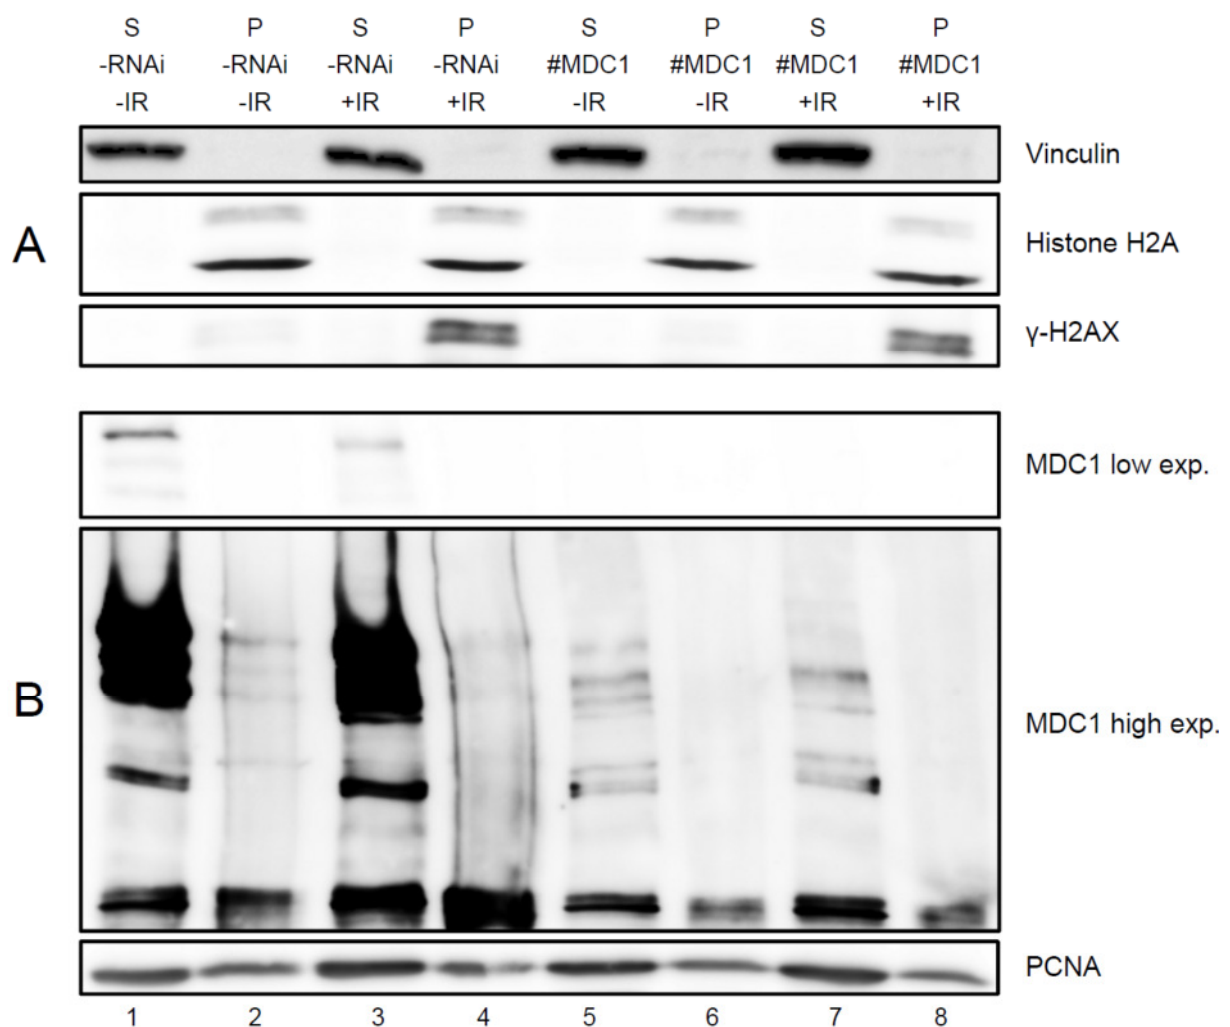 S P S P S P S P
-RNAi -RNAi -RNAi -RNAi #MDC1 #MDC1 #MDC1 #MDC1
-IR -IR +IR +IR -IR -IR +IR +IR
Vinculin
A
Histone H2A
γ-H2AX
MDC1 low exp.
B
MDC1 high exp.
PCNA
1 2 3 4 5 6 7 8